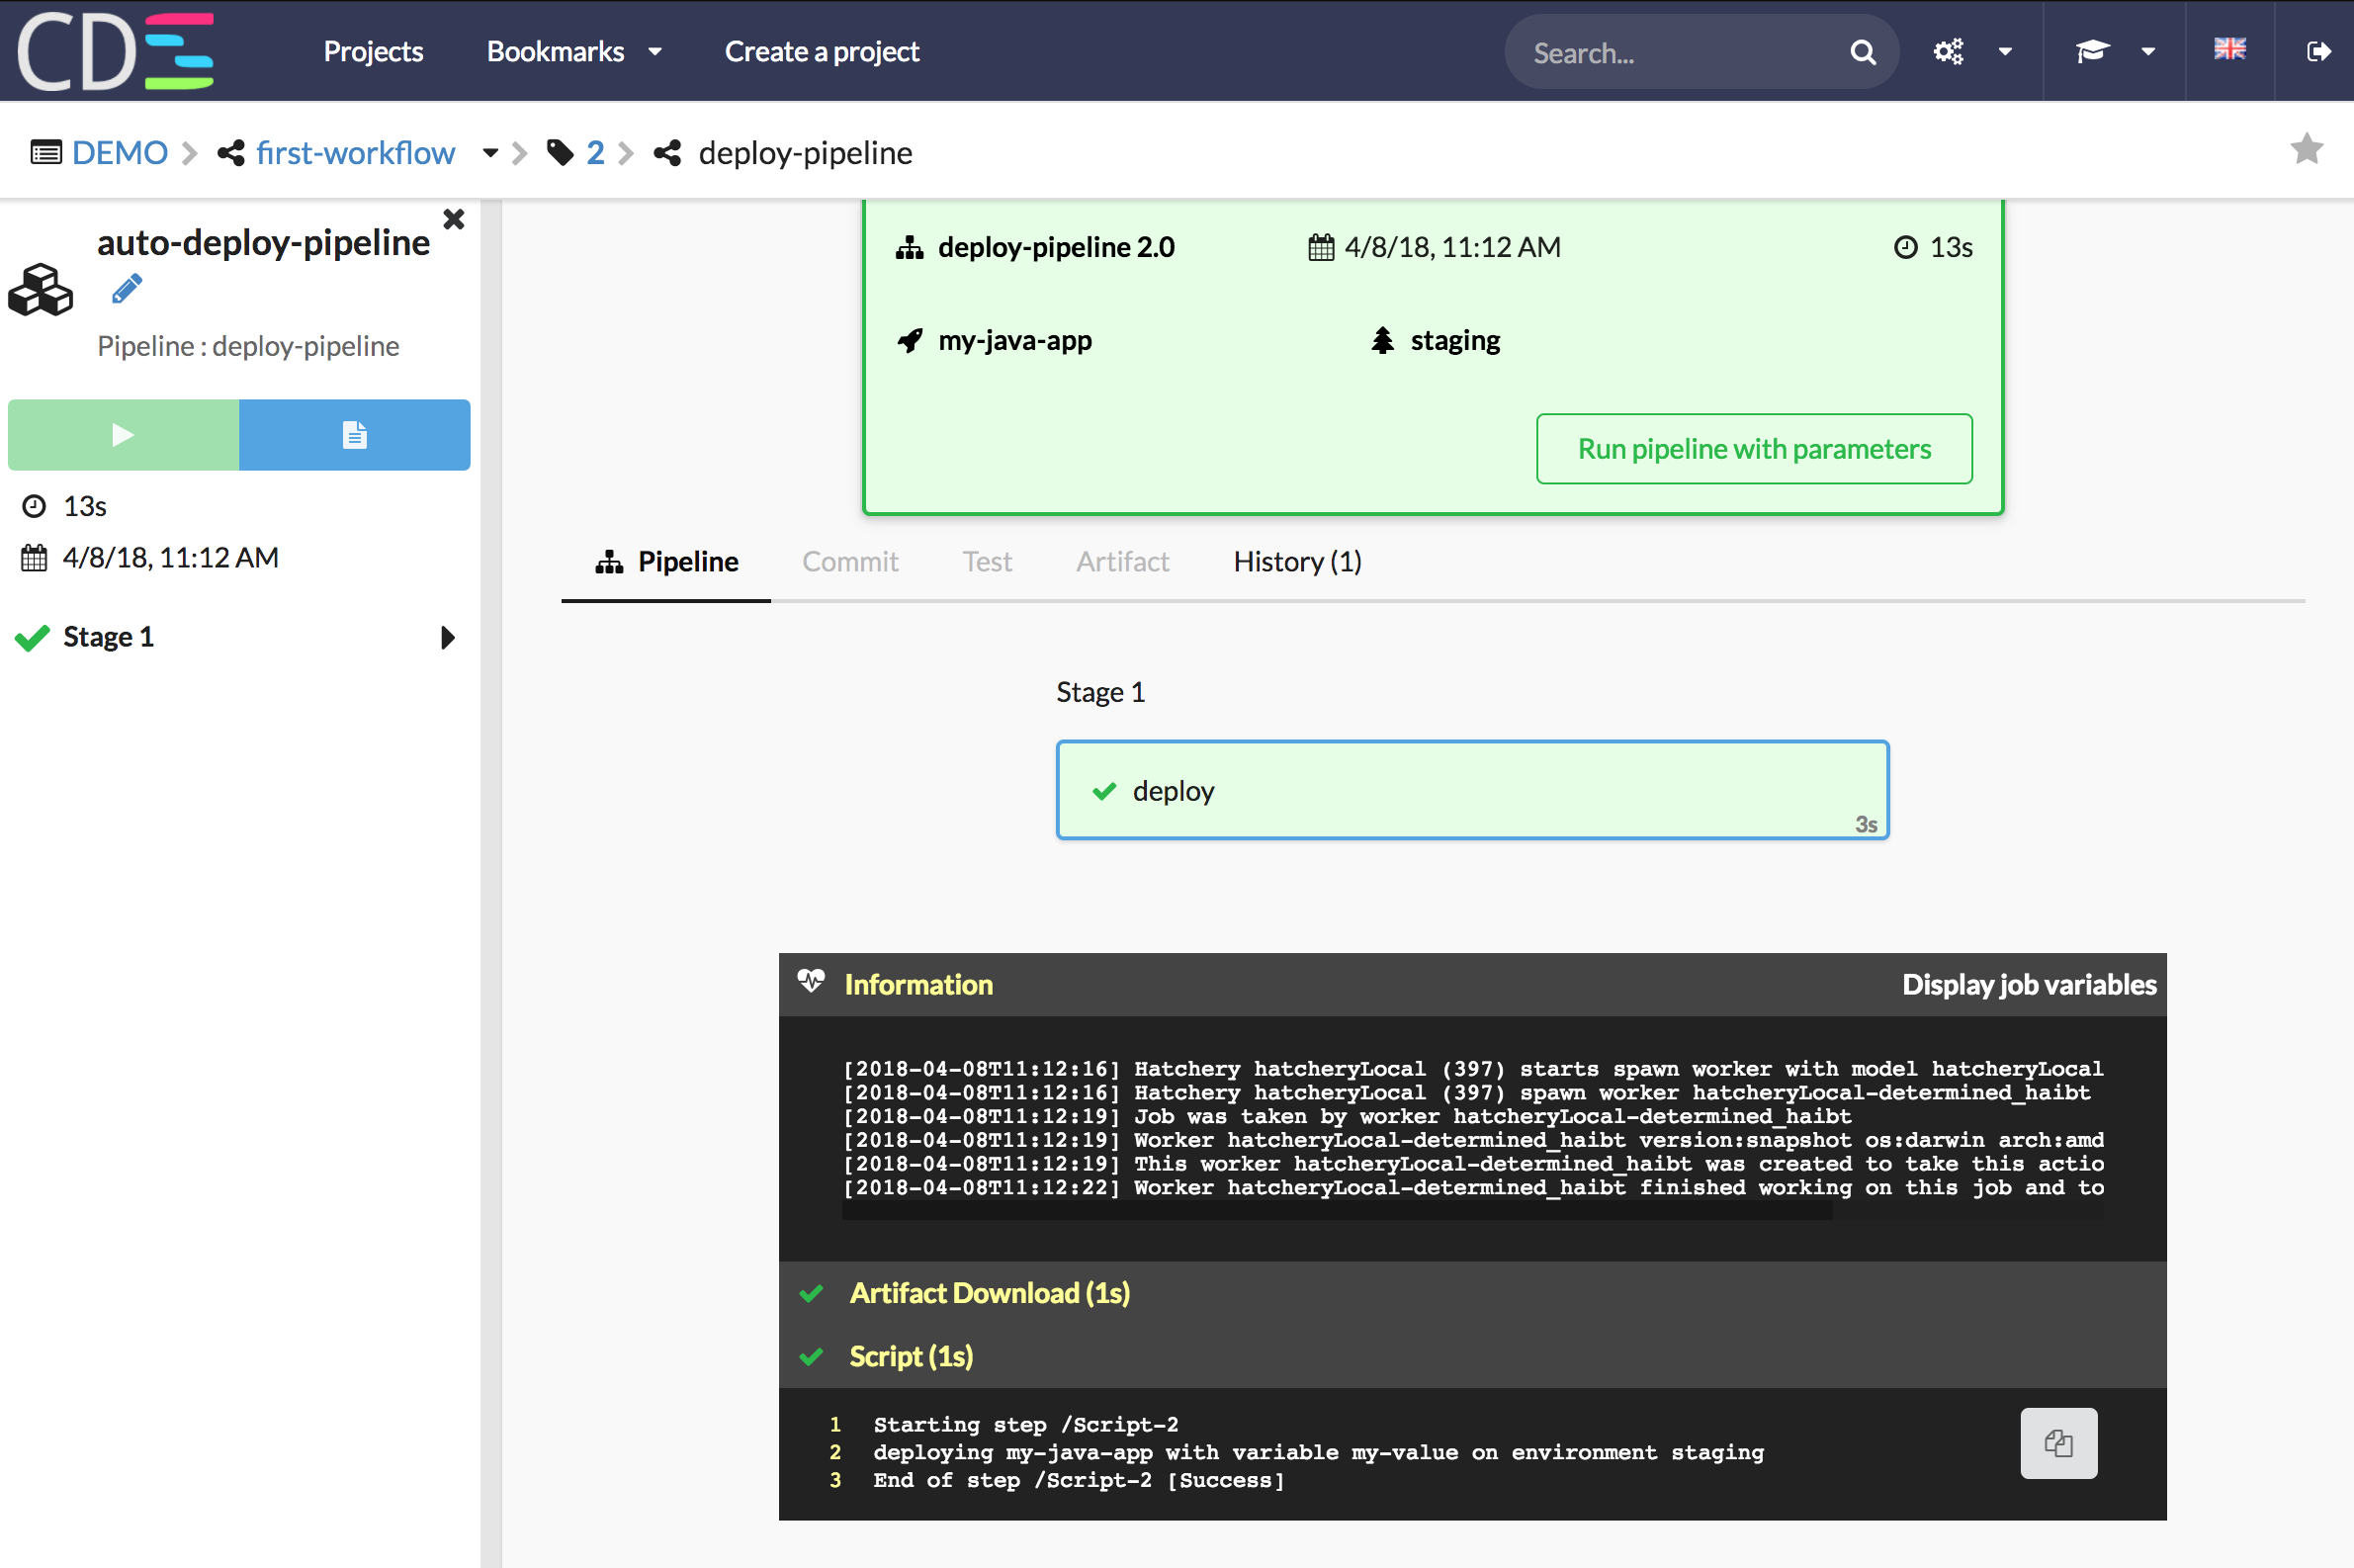 CDE Projects Bookmarks Create a project Search...
DEMO first-workflow 2 deploy-pipeline
auto-deploy-pipeline
Pipeline : deploy-pipeline
13s
4/8/18, 11:12 AM
Stage 1
deploy-pipeline 2.0 4/8/18, 11:12 AM 13s
my-java-app staging
Run pipeline with parameters
Pipeline Commit Test Artifact History (1)
Stage 1
deploy
3s
Information Display job variables
[2018-04-08T11:12:16] Hatchery hatcheryLocal (397) starts spawn worker with model hatcheryLocal
[2018-04-08T11:12:16] Hatchery hatcheryLocal (397) spawn worker hatcheryLocal-determined_haibt
[2018-04-08T11:12:19] Job was taken by worker hatcheryLocal-determined_haibt
[2018-04-08T11:12:19] Worker hatcheryLocal-determined_haibt version:snapshot os:darwin arch:amd
[2018-04-08T11:12:19] This worker hatcheryLocal-determined_haibt was created to take this actio
[2018-04-08T11:12:22] Worker hatcheryLocal-determined_haibt finished working on this job and to
Artifact Download (1s)
Script (1s)
1 Starting step /Script-2
2 deploying my-java-app with variable my-value on environment staging
3 End of step /Script-2 [Success]